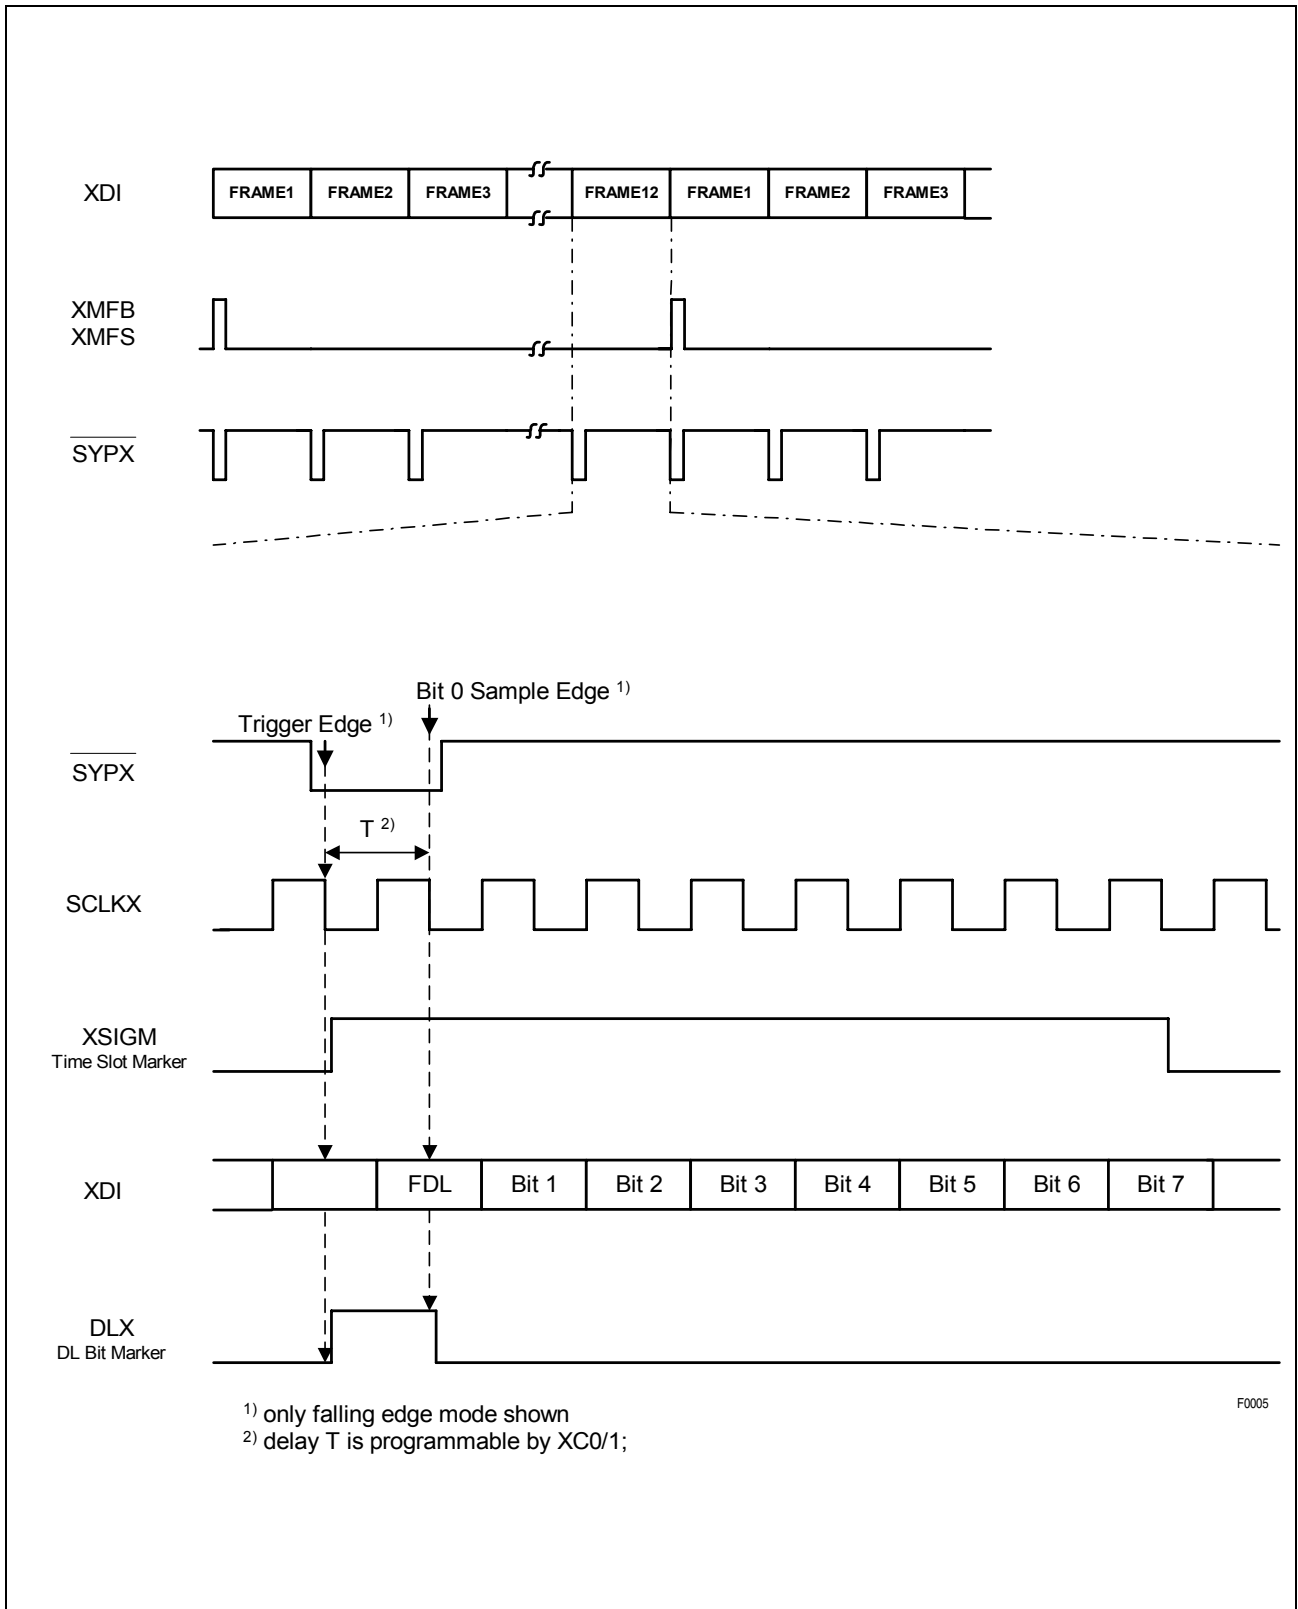 XDI
FRAME1 FRAME2 FRAME3 FRAME12 FRAME1 FRAME2 FRAME3
XMFB
XMFS
SYPX
Bit 0 Sample Edge 1)
Trigger Edge 1)
SYPX
T 2)
SCLKX
XSIGM
Time Slot Marker
XDI
FDL Bit 1 Bit 2 Bit 3 Bit 4 Bit 5 Bit 6 Bit 7
DLX
DL Bit Marker
1) only falling edge mode shown
2) delay T is programmable by XC0/1;
F0005